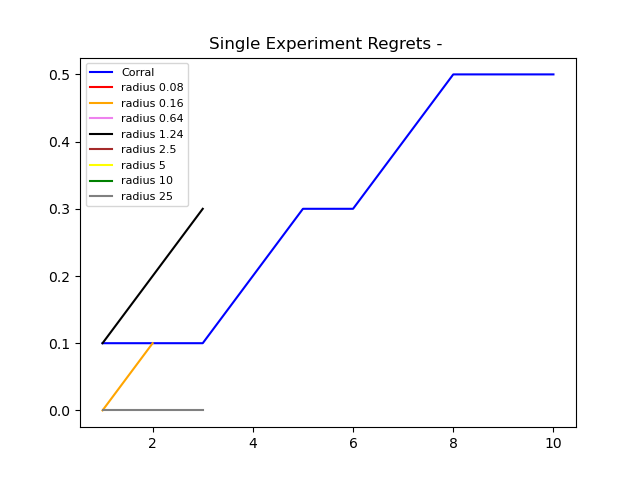 Single Experiment Regrets -
0.5
0.4
0.3
0.2
0.1
0.0
Corral
radius 0.08
radius 0.16
radius 0.64
radius 1.24
radius 2.5
radius 5
radius 10
radius 25
2 4 6 8 10